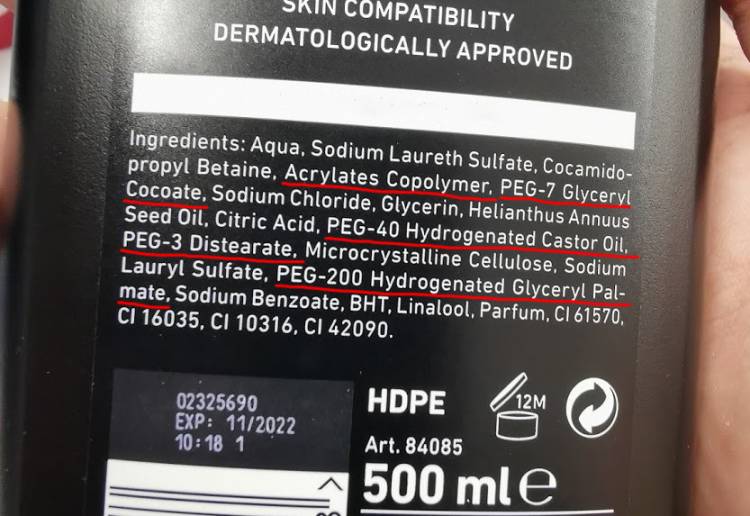 SKIN COMPATIBILITY
DERMATOLOGICALLY APPROVED
Ingredients: Aqua, Sodium Laureth Sulfate, Cocamido-
propyl Betaine, Acrylates Copolymer, PEG-7 Glyceryl
Cocoate, Sodium Chloride, Glycerin, Helianthus Annuus
Seed Oil, Citric Acid, PEG-40 Hydrogenated Castor Oil,
PEG-3 Distearate, Microcrystalline Cellulose, Sodium
Lauryl Sulfate, PEG-200 Hydrogenated Glyceryl Pal-
mate, Sodium Benzoate, BHT, Linalool, Parfum, CI 61570,
CI 16035, CI 10316, CI 42090.
02325690
EXP: 11/2022
10:18 1
HDPE
12M
Art. 84085
500 ml e